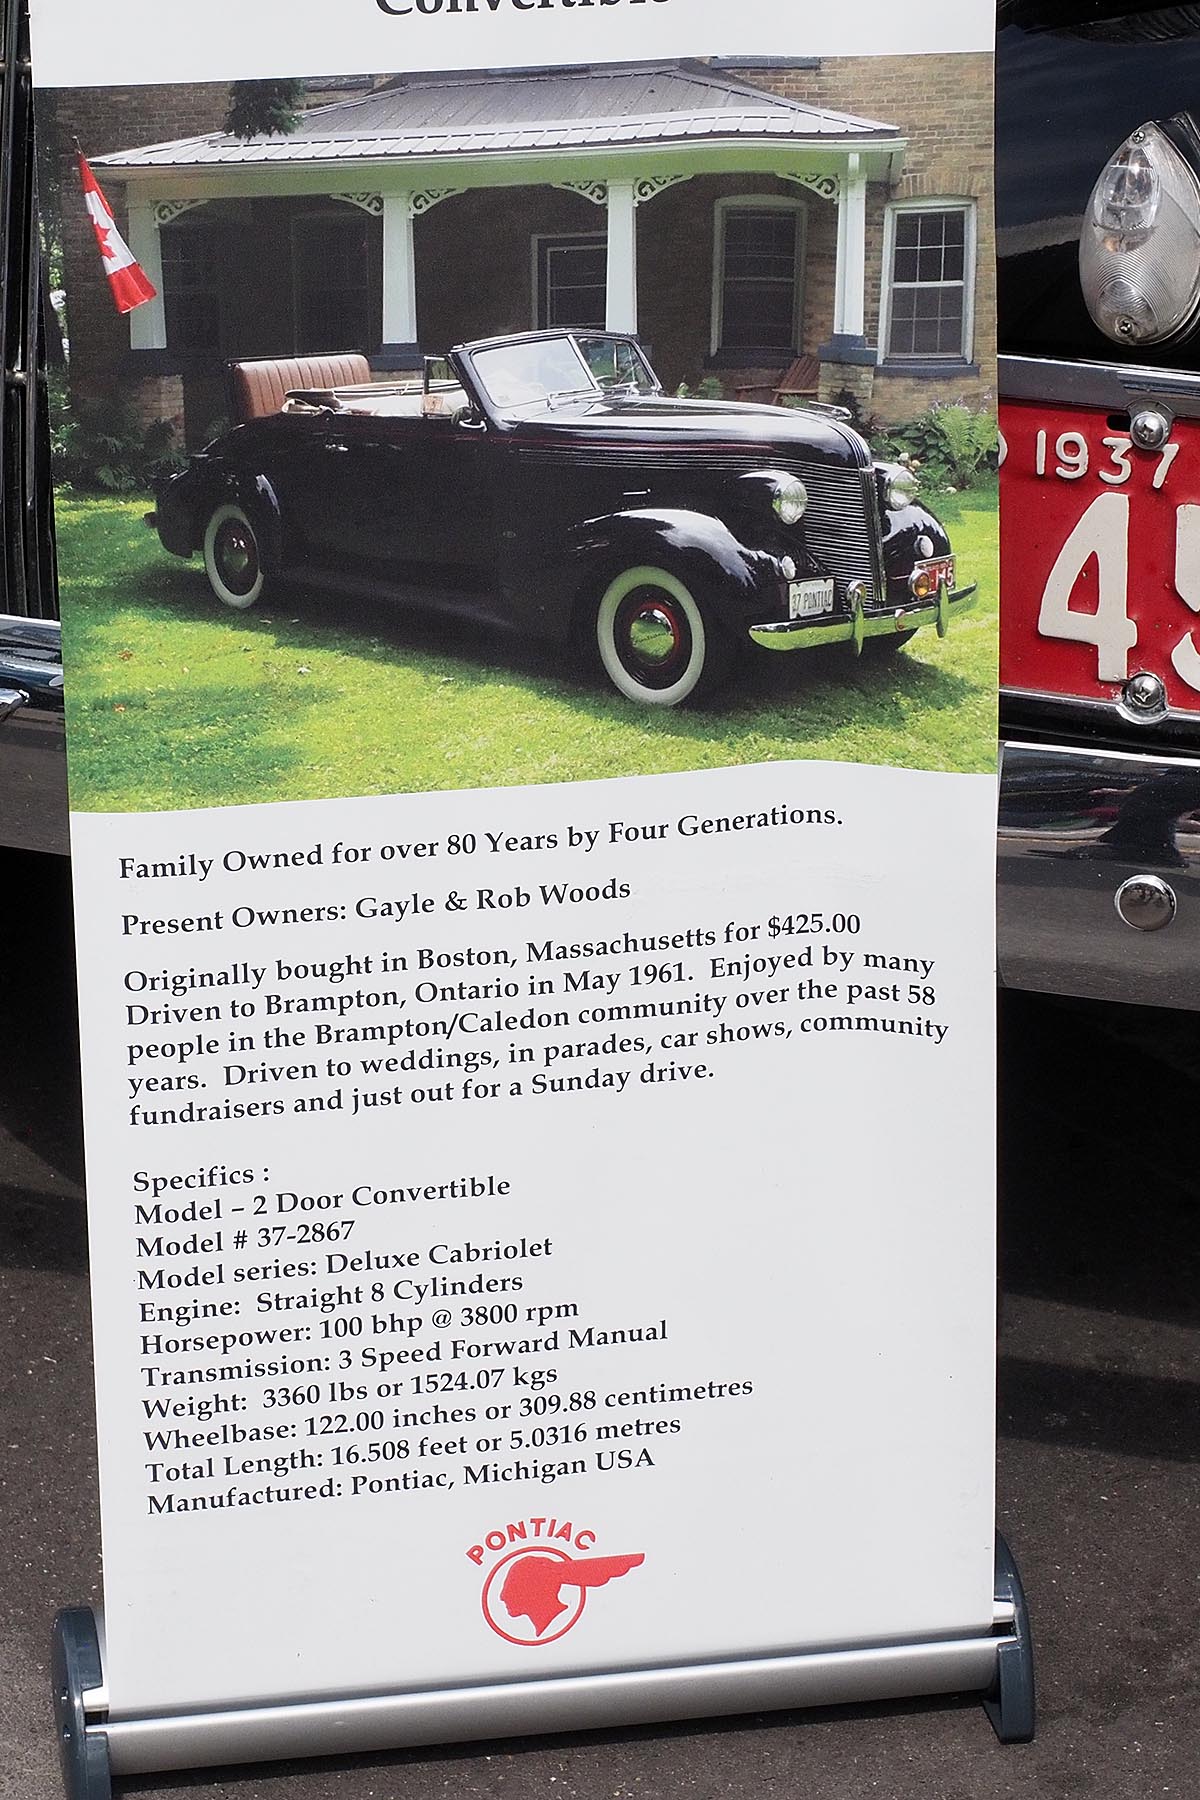 Convertible
37 PONTIAC
1937
45
Family Owned for over 80 Years by Four Generations.
Present Owners: Gayle & Rob Woods
Originally bought in Boston, Massachusetts for $425.00
Driven to Brampton, Ontario in May 1961. Enjoyed by many
people in the Brampton/Caledon community over the past 58
years. Driven to weddings, in parades, car shows, community
fundraisers and just out for a Sunday drive.
Specifics :
Model – 2 Door Convertible
Model # 37-2867
Model series: Deluxe Cabriolet
Engine: Straight 8 Cylinders
Horsepower: 100 bhp @ 3800 rpm
Transmission: 3 Speed Forward Manual
Weight: 3360 lbs or 1524.07 kgs
Wheelbase: 122.00 inches or 309.88 centimetres
Total Length: 16.508 feet or 5.0316 metres
Manufactured: Pontiac, Michigan USA
PONTIAC